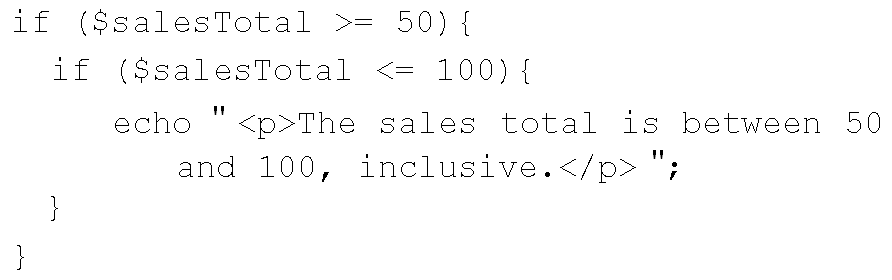 if ($salesTotal >= 50){
if ($salesTotal <= 100){
echo "<p>The sales total is between 50
and 100, inclusive.</p>";
}
}